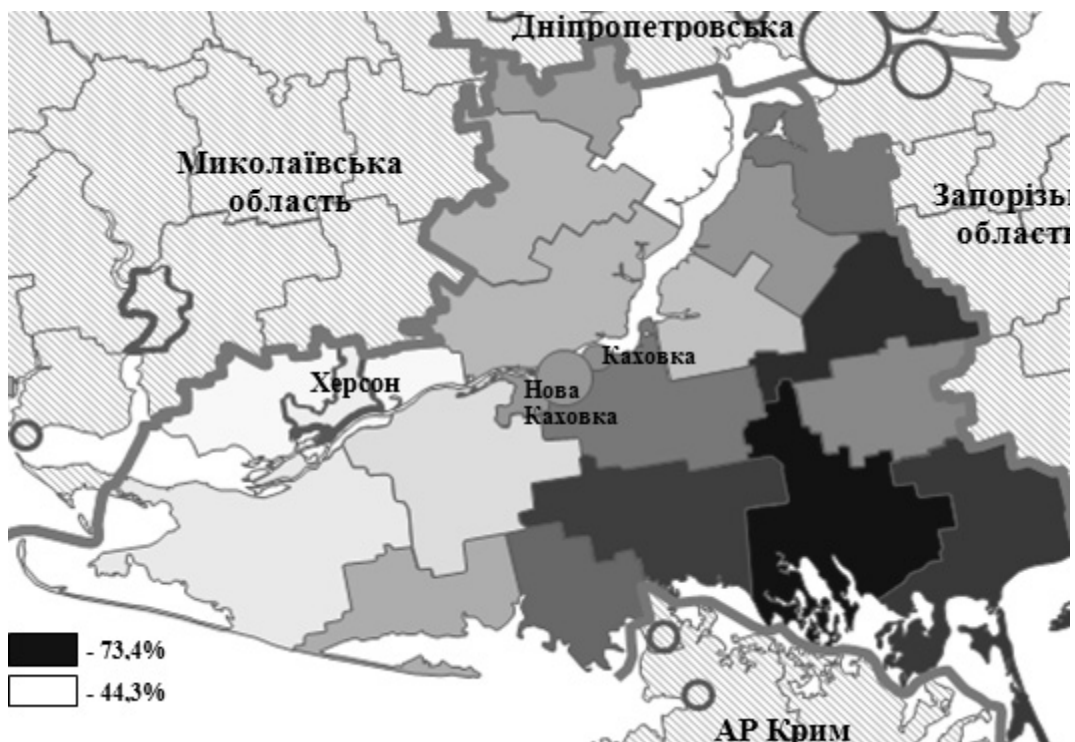 Дніпропетровська
Миколаївська
область
Запорізь
област
Каховка
Херсон
Нова
Каховка
- 73,4%
- 44,3%
АР Крим